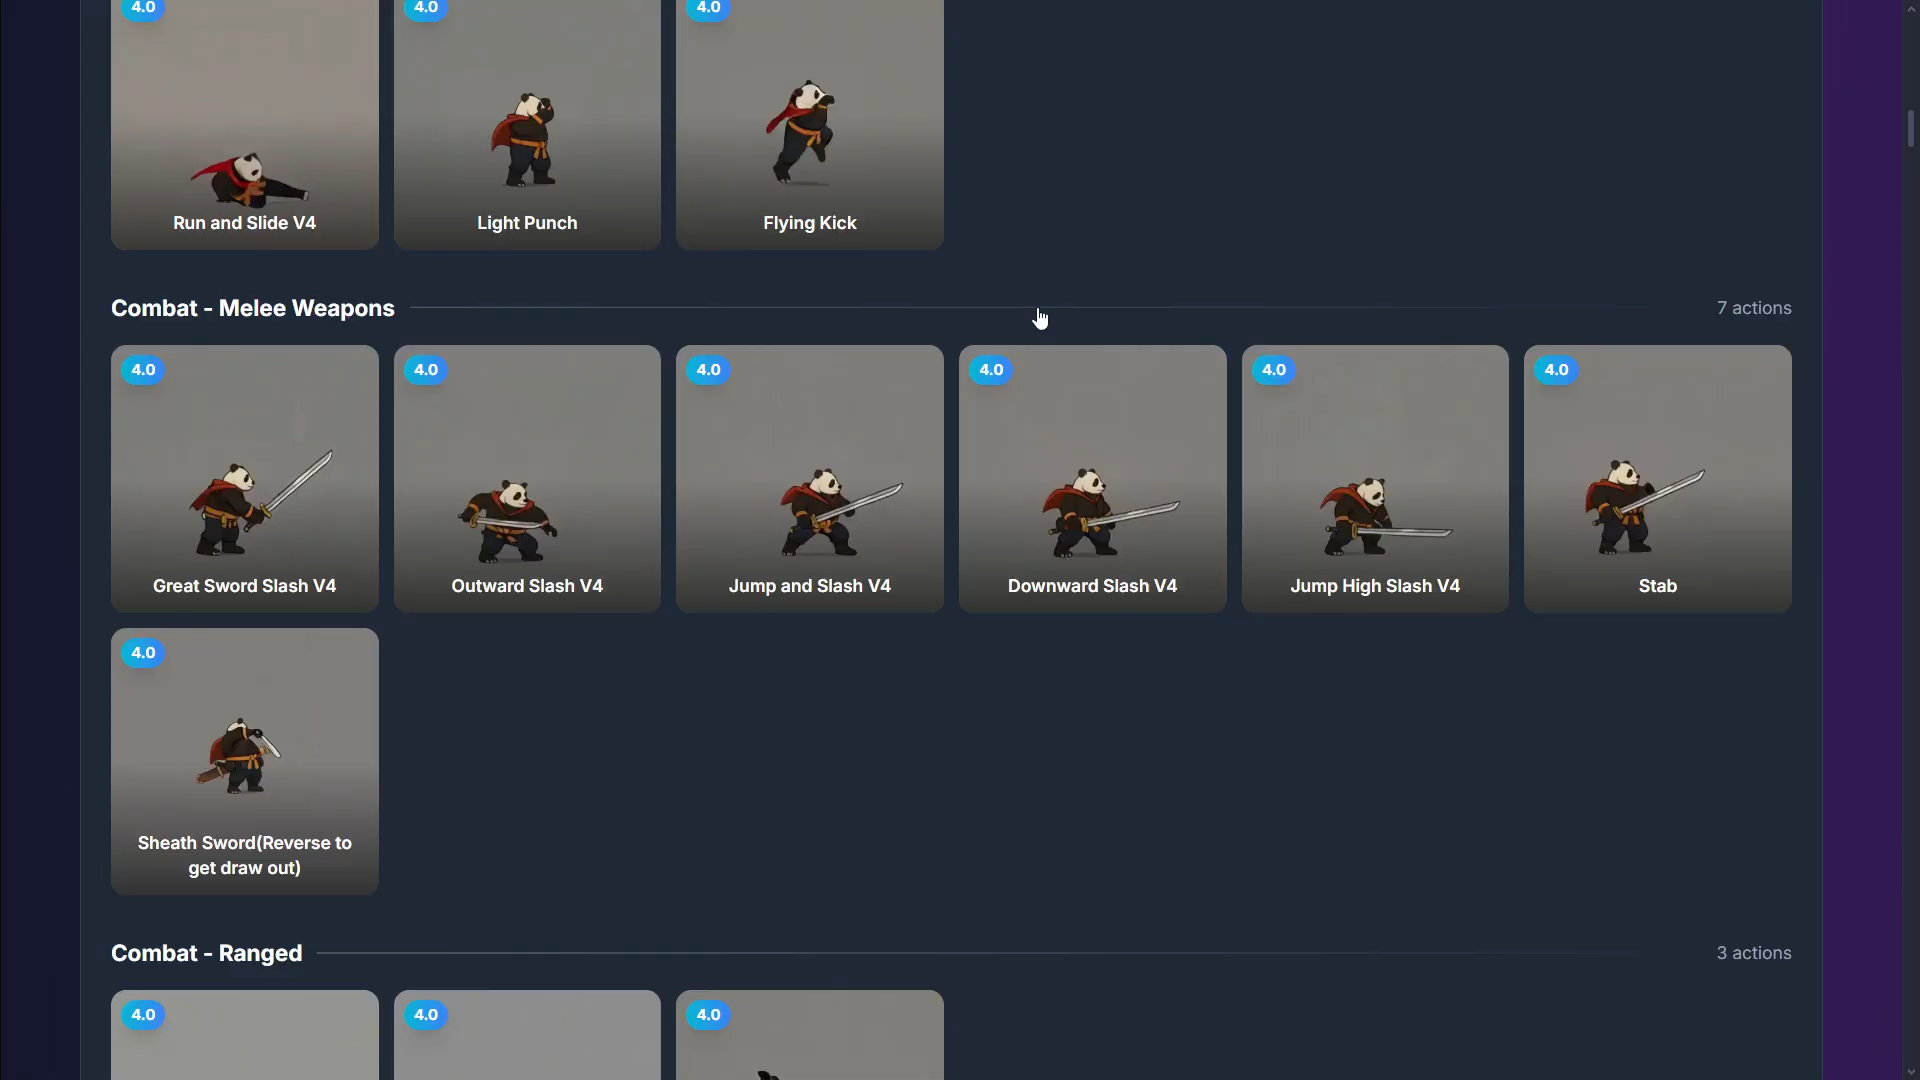 4.0
4.0
4.0
Run and Slide V4
Light Punch
Flying Kick
Combat - Melee Weapons
7 actions
4.0
4.0
4.0
4.0
4.0
4.0
Great Sword Slash V4
Outward Slash V4
Jump and Slash V4
Downward Slash V4
Jump High Slash V4
Stab
4.0
Sheath Sword(Reverse to
get draw out)
Combat - Ranged
3 actions
4.0
4.0
4.0